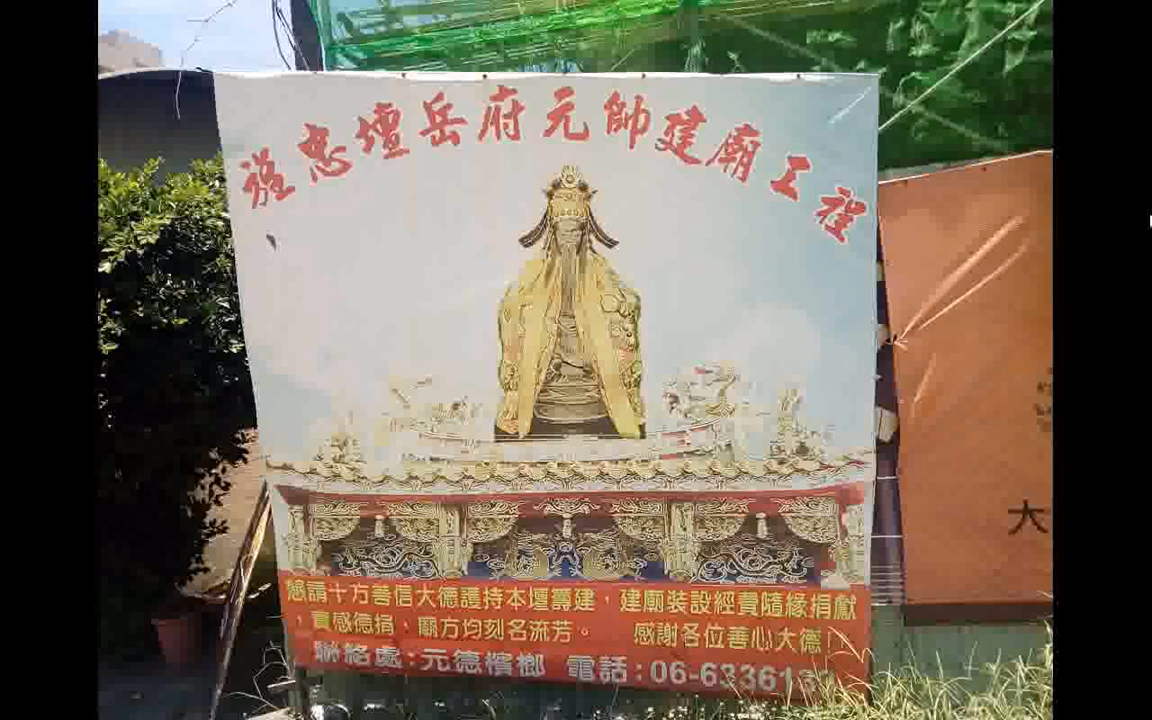 護忠壇岳府元帥建廟工程
懇請十方善信大德護持本壇籌建，建廟裝設經費隨緣捐獻
，實感德捐，廟方均刻名流芳。 感謝各位善心大德！
聯絡處：元德檳榔 電話：06-63361
大